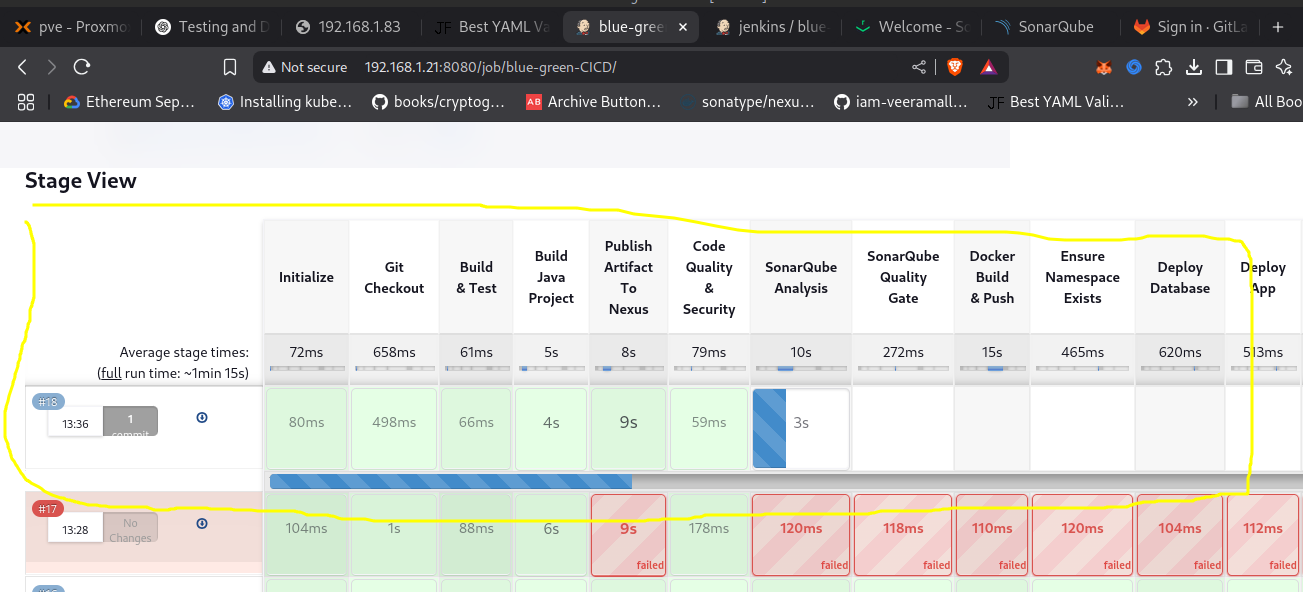 pve - Proxmo
Testing and D
192.168.1.83
JF Best YAML Va
blue-gree
jenkins / blue-
Welcome - So
SonarQube
Sign in · GitLa
Not secure 192.168.1.21:8080/job/blue-green-CICD/
Ethereum Sep...
Installing kube...
books/cryptog...
AB Archive Button...
sonatype/nexu...
iam-veeramall...
JF Best YAML Vali...
All Boo
Stage View
Initialize
Git
Checkout
Build
& Test
Build
Java
Project
Publish
Artifact
To
Nexus
Code
Quality
&
Security
SonarQube
Analysis
SonarQube
Quality
Gate
Docker
Build
& Push
Ensure
Namespace
Exists
Deploy
Database
Deploy
App
Average stage times:
(full run time: ~1min 15s)
72ms 658ms 61ms 5s 8s 79ms 10s 272ms 15s 465ms 620ms 513ms
#18
13:36
1
commit
80ms 498ms 66ms 4s 9s 59ms 3s
#17
13:28
No
Changes
104ms 1s 88ms 6s 9s 178ms 120ms 118ms 110ms 120ms 104ms 112ms
failed failed failed failed failed failed failed